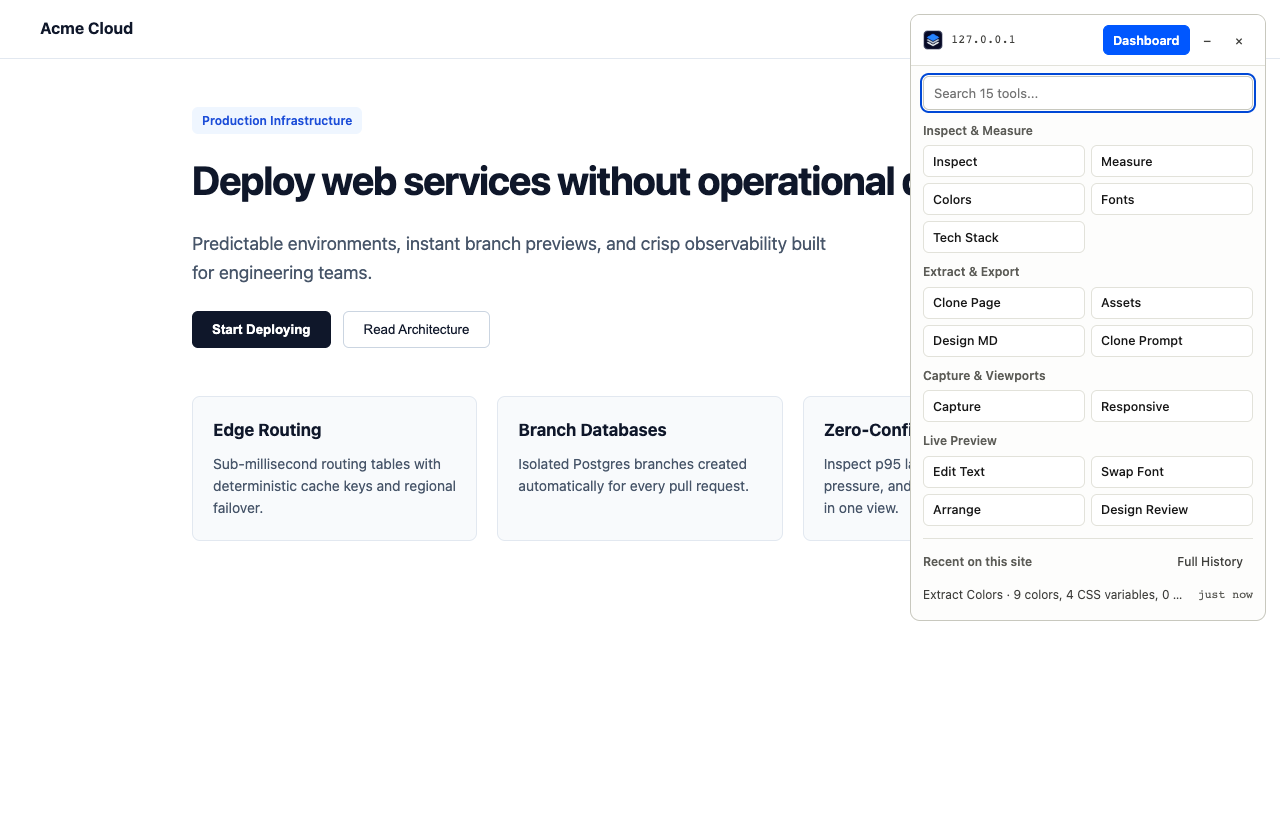 Acme Cloud
Production Infrastructure
Deploy web services without operational
Predictable environments, instant branch previews, and crisp observability built
for engineering teams.
Start Deploying
Read Architecture
Edge Routing
Sub-millisecond routing tables with
deterministic cache keys and regional
failover.
Branch Databases
Isolated Postgres branches created
automatically for every pull request.
Inspect p95
pressure, and
in one view.
127.0.0.1
Dashboard
–
×
Search 15 tools...
Inspect & Measure
Inspect
Measure
Colors
Fonts
Tech Stack
Extract & Export
Clone Page
Assets
Design MD
Clone Prompt
Capture & Viewports
Capture
Responsive
Live Preview
Edit Text
Swap Font
Arrange
Design Review
Recent on this site
Full History
Extract Colors · 9 colors, 4 CSS variables, 0 ...
just now